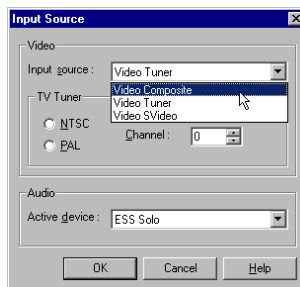 Input Source
Video
Input source : Video Tuner
Video Composite
Video Tuner
Video SVideo
TV Tuner
NTSC
PAL
Channel : 0
Audio
Active device : ESS Solo
OK Cancel Help